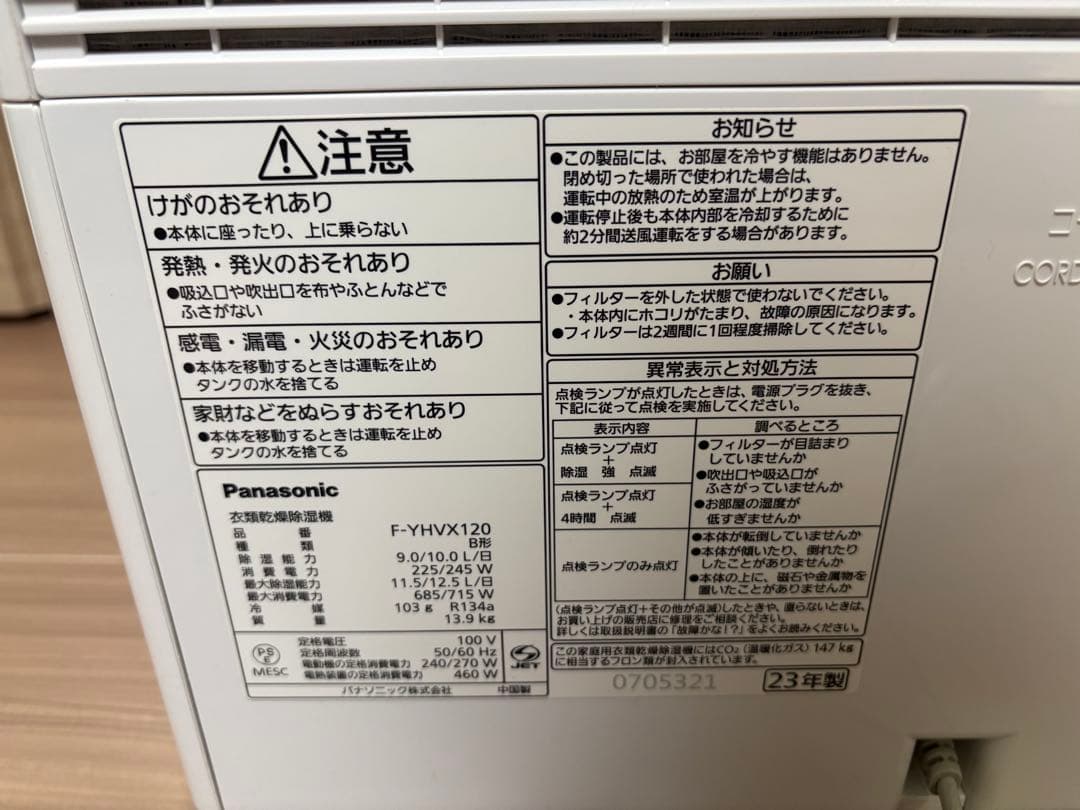 注意
けがのおそれあり
●本体に座ったり、上に乗らない
発熱・発火のおそれあり
●吸込口や吹出口を布やふとんなどで
ふさがない
感電・漏電・火災のおそれあり
●本体を移動するときは運転を止め
タンクの水を捨てる
家財などをぬらすおそれあり
●本体を移動するときは運転を止め
タンクの水を捨てる
Panasonic
衣類乾燥除湿機
品番 F-YHVX120
種類 B形
除湿能力 9.0/10.0 L/日
消費電力 225/245 W
最大除湿能力 11.5/12.5 L/日
最大消費電力 685/715 W
冷媒 103 g R134a
質量 13.9 kg
PS
E
MESC
定格電圧 100 V
定格周波数 50/60 Hz
電動機の定格消費電力 240/270 W
電熱装置の定格消費電力 460 W
S
JET
パナソニック株式会社 中国製
お知らせ
●この製品には、お部屋を冷やす機能はありません。
閉め切った場所で使われた場合は、
運転中の放熱のため室温が上がります。
●運転停止後も本体内部を冷却するために
約2分間送風運転をする場合があります。
お願い
●フィルターを外した状態で使わないでください。
・本体内にホコリがたまり、故障の原因になります。
●フィルターは2週間に1回程度掃除してください。
異常表示と対処方法
点検ランプが点灯したときは、電源プラグを抜き、
下記に従って点検を実施してください。
表示内容 調べるところ
点検ランプ点灯
+
除湿 強 点滅
点検ランプ点灯
+
4時間 点滅
●フィルターが目詰まり
していませんか
●吹出口や吸込口が
ふさがっていませんか
●お部屋の湿度が
低すぎませんか
点検ランプのみ点灯
●本体が転倒していませんか
●本体が傾いたり、倒れたり
したことがありませんか
●本体の上に、磁石や金属物を
置いたことがありませんか
(点検ランプ点灯+その他が点滅)したときや、直らないときは、
お買い上げの販売店に修理をご相談ください。
詳しくは取扱説明書の「故障かな!?」をよくお読みください。
この家庭用衣類乾燥除湿機にはCO₂(温暖化ガス)147 kg
に相当するフロン類が封入されています。
0705321 23年製
コー
CORD